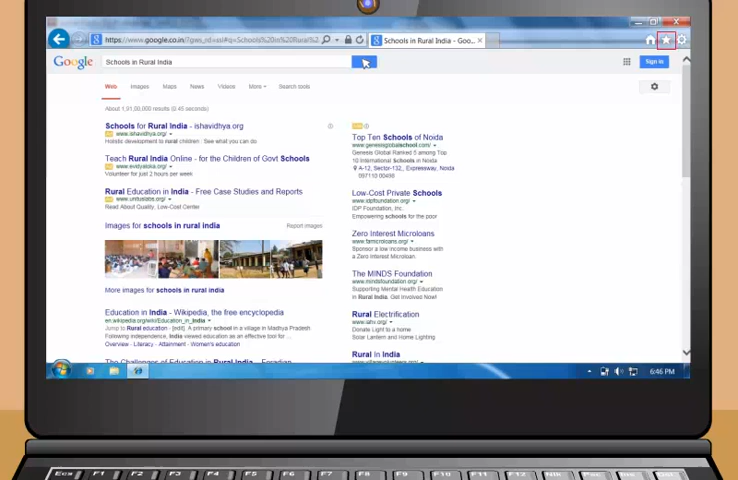 https://www.google.co.in/?gws_rd=ssl#q=Schools%20in%20Rural%2
Schools in Rural India - Goo...
Google
Schools in Rural India
Sign in
Web Images Maps News Videos More Search tools
About 1,91,00,000 results (0.45 seconds)
Schools for Rural India - ishavidhya.org
www.ishavidhya.org/
Holistic development to rural children : See what you can do
Teach Rural India Online - for the Children of Govt Schools
www.evidyaloka.org/
Volunteer for just 2 hours per week
Rural Education in India - Free Case Studies and Reports
www.unituslabs.org/
Read About Quality, Low-Cost Center
Images for schools in rural india
Report images
More images for schools in rural india
Education in India - Wikipedia, the free encyclopedia
en.wikipedia.org/wiki/Education_in_India
Jump to Rural education - [edit]. A primary school in a village in Madhya Pradesh.
Following independence, India viewed education as an effective tool for ...
Overview - Literacy - Attainment - Women's education
The Challenges of Education in Rural India - Foradian
Top Ten Schools of Noida
www.genesisglobalschool.com/
Genesis Global Ranked 5 among Top
10 International Schools in Noida
A-12, Sector-132,, Expressway, Noida
097110 00498
Low-Cost Private Schools
www.idpfoundation.org/
IDP Foundation, Inc.
Empowering schools for the poor
Zero Interest Microloans
Sponsor a low income business with
a Zero Interest Microloan.
The MINDS Foundation
www.mindsfoundation.org/
Supporting Mental Health Education
in Rural India. Get Involved Now!
Rural Electrification
Donate Light to a home
Solar Lantern and Home Lighting
Rural in India
6:46 PM
Esc F1 F2 F3 F4 F5 F6 F7 F8 F9 F10 F11 F12